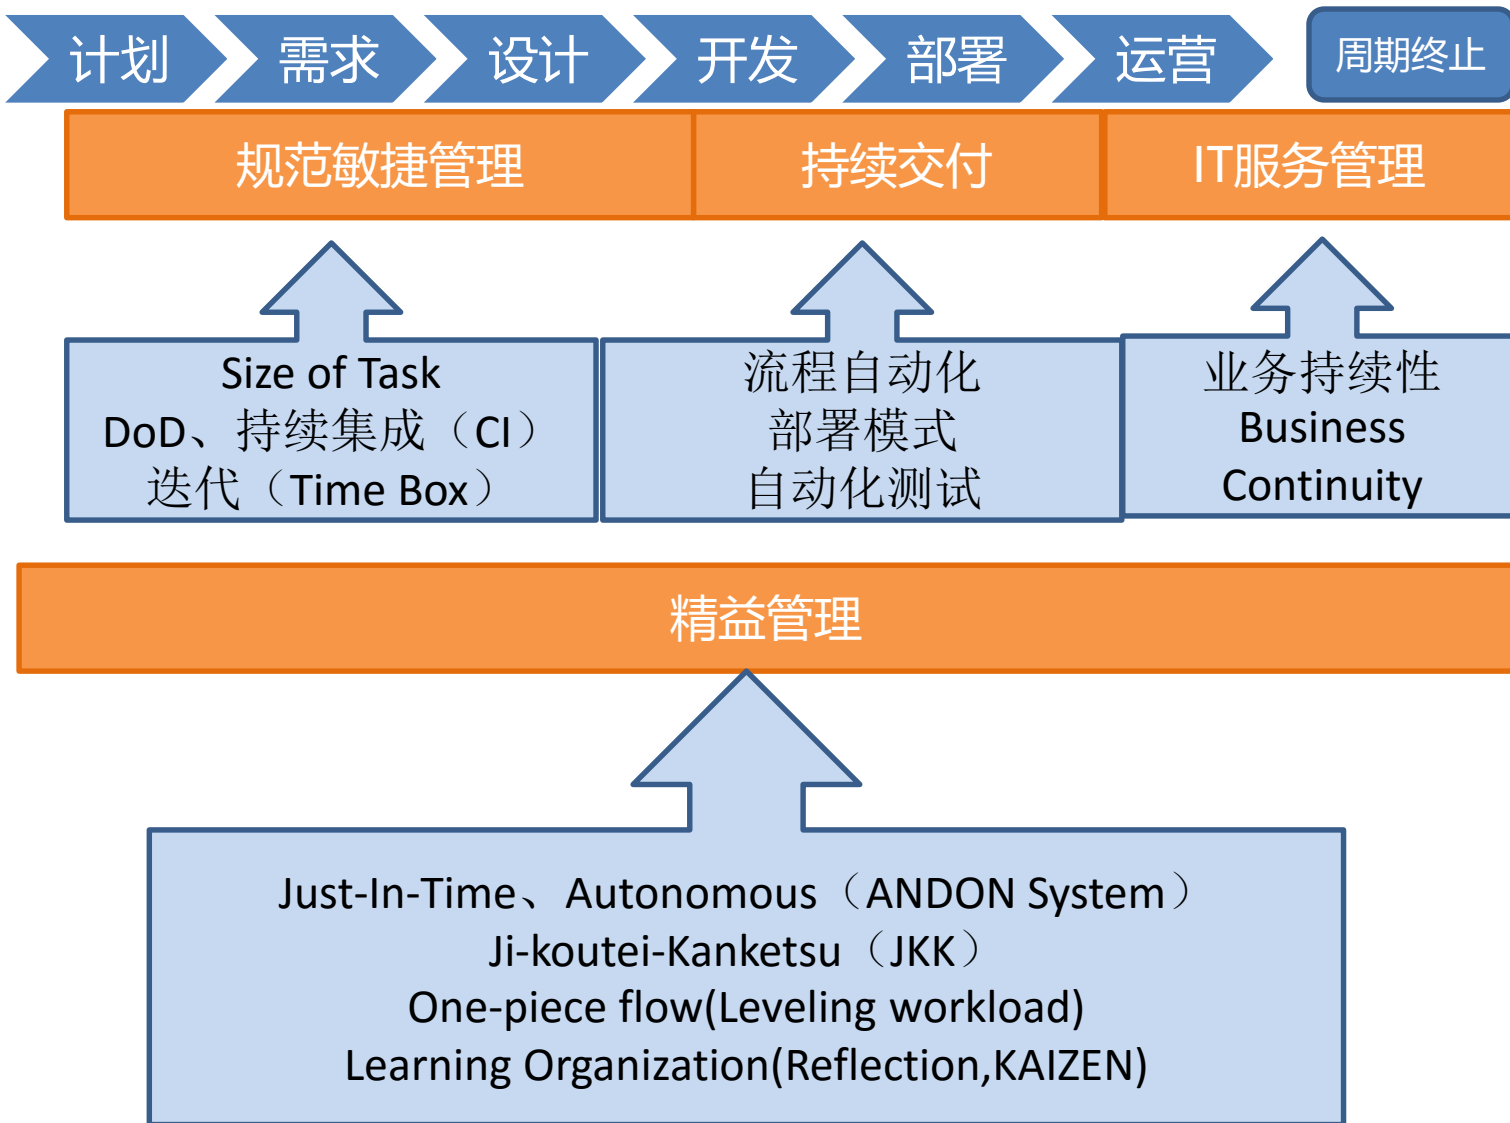 计划 需求 设计 开发 部署 运营 周期终止
规范敏捷管理 持续交付 IT服务管理
Size of Task
DoD、持续集成（CI）
迭代（Time Box）
流程自动化
部署模式
自动化测试
业务持续性
Business
Continuity
精益管理
Just-In-Time、Autonomous（ANDON System）
Ji-koutei-Kanketsu（JKK）
One-piece flow(Leveling workload)
Learning Organization(Reflection,KAIZEN)